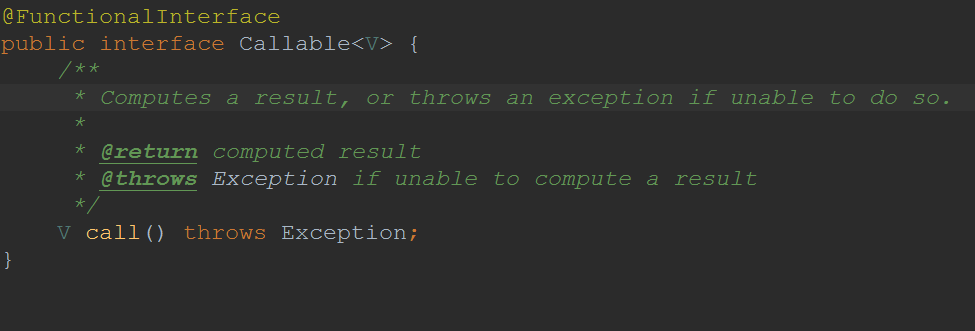 @FunctionalInterface
public interface Callable<V> {
    /**
     * Computes a result, or throws an exception if unable to do so.
     *
     * @return computed result
     * @throws Exception if unable to compute a result
     */
    V call() throws Exception;
}